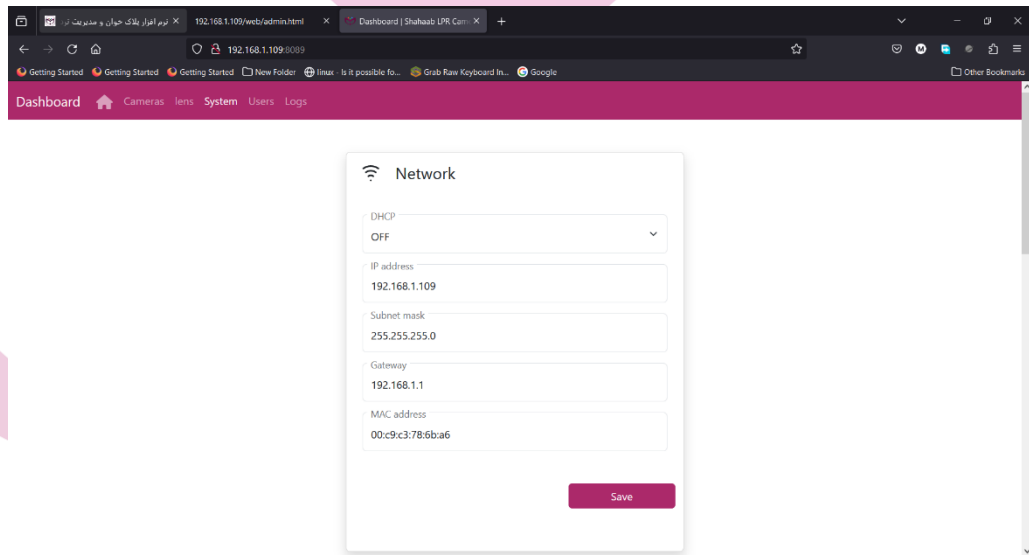 نرم افزار پلاک خوان و مدیریت
192.168.1.109/web/admin.html
Dashboard | Shahaab LPR Cam
192.168.1.109:8089
Getting Started
Getting Started
Getting Started
New Folder
linux - Is it possible fo...
Grab Raw Keyboard In...
Google
Other Bookmarks
Dashboard Cameras lens System Users Logs
Network
DHCP
OFF
IP address
192.168.1.109
Subnet mask
255.255.255.0
Gateway
192.168.1.1
MAC address
00:c9:c3:78:6b:a6
Save